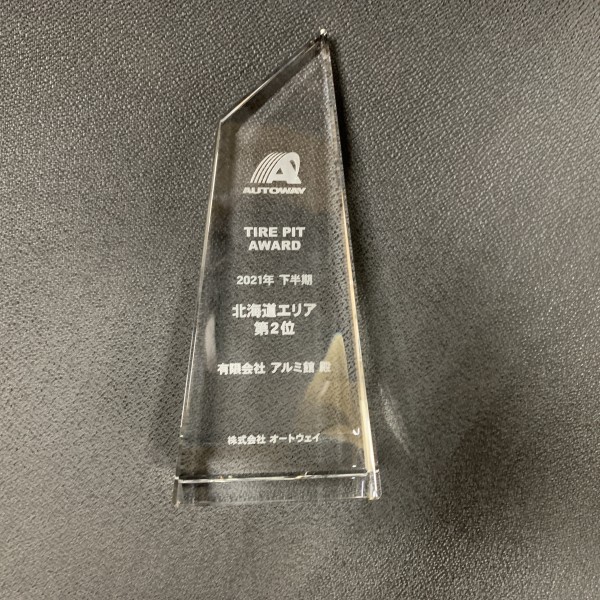 AUTOWAY
TIRE PIT
AWARD
2021年 下半期
北海道エリア
第2位
有限会社 アルミ館 殿
株式会社 オートウェイ